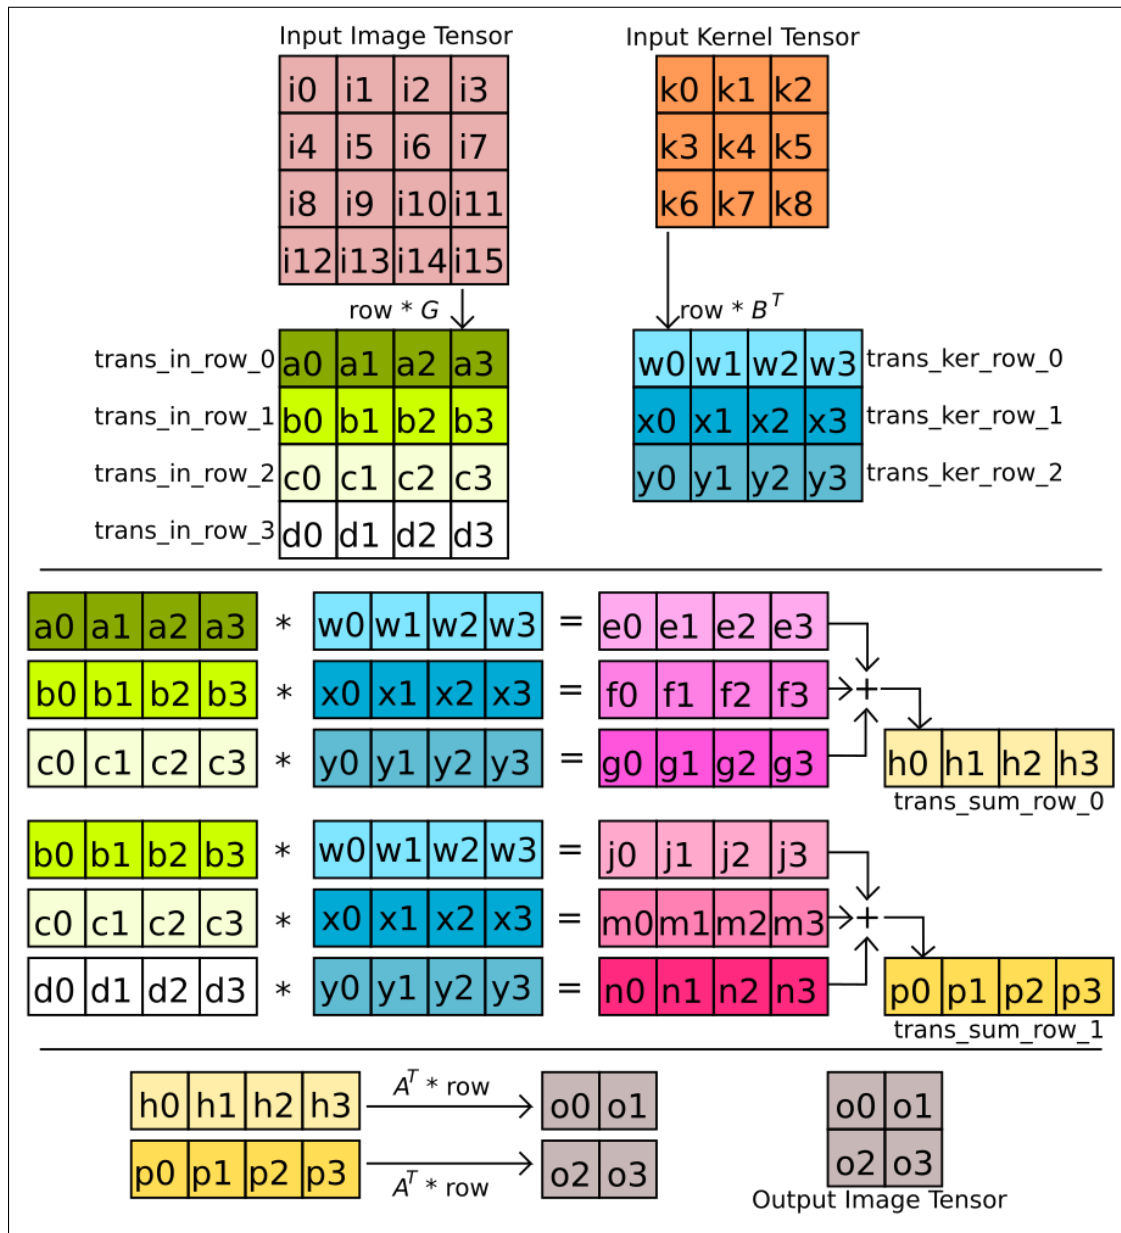 Input Image Tensor
Input Kernel Tensor
i0 i1 i2 i3
k0 k1 k2
i4 i5 i6 i7
k3 k4 k5
i8 i9 i10 i11
k6 k7 k8
i12 i13 i14 i15
row * G
row * B^T
trans_in_row_0 a0 a1 a2 a3
w0 w1 w2 w3 trans_ker_row_0
trans_in_row_1 b0 b1 b2 b3
x0 x1 x2 x3 trans_ker_row_1
trans_in_row_2 c0 c1 c2 c3
y0 y1 y2 y3 trans_ker_row_2
trans_in_row_3 d0 d1 d2 d3
a0 a1 a2 a3 * w0 w1 w2 w3 = e0 e1 e2 e3
b0 b1 b2 b3 * x0 x1 x2 x3 = f0 f1 f2 f3 +
c0 c1 c2 c3 * y0 y1 y2 y3 = g0 g1 g2 g3
h0 h1 h2 h3
trans_sum_row_0
b0 b1 b2 b3 * w0 w1 w2 w3 = j0 j1 j2 j3
c0 c1 c2 c3 * x0 x1 x2 x3 = m0 m1 m2 m3 +
d0 d1 d2 d3 * y0 y1 y2 y3 = n0 n1 n2 n3
p0 p1 p2 p3
trans_sum_row_1
h0 h1 h2 h3 A^T * row o0 o1
p0 p1 p2 p3 A^T * row o2 o3
o0 o1
o2 o3
Output Image Tensor